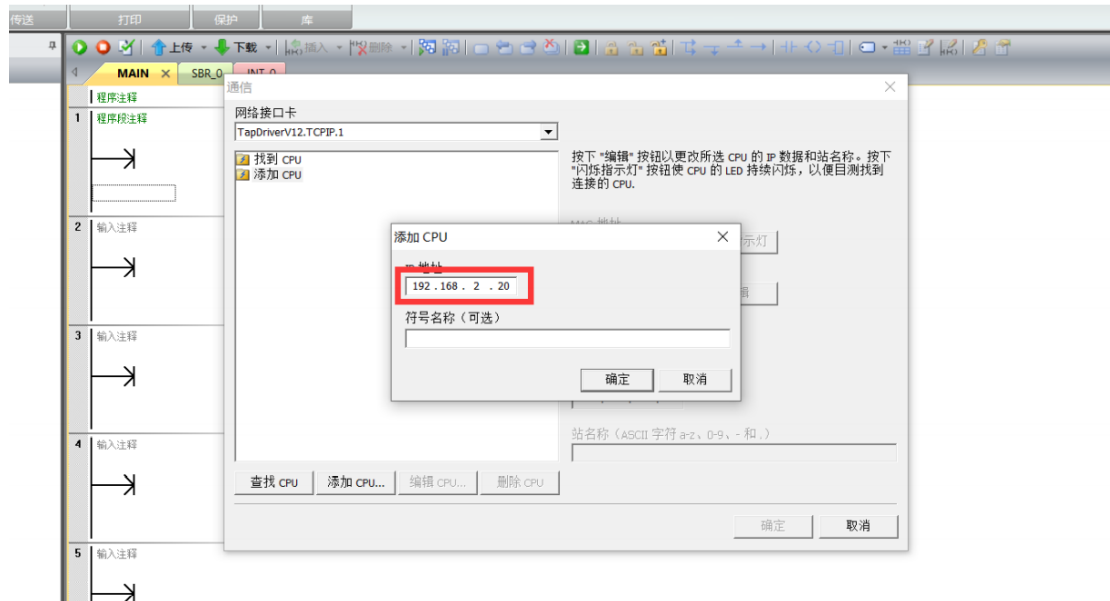 传送 打印 保护 库
上传 下载 插入 删除
MAIN × SBR_0 INT_0
程序注释
1 程序段注释
2 输入注释
3 输入注释
4 输入注释
5 输入注释
通信
网络接口卡
TapDriverV12.TCPIP.1
找到 CPU
添加 CPU
按下 "编辑" 按钮以更改所选 CPU 的 IP 数据和站名称。按下
"闪烁指示灯" 按钮使 CPU 的 LED 持续闪烁，以便目测找到
连接的 CPU.
MAC 地址
示灯
添加 CPU
IP 地址
192 . 168 . 2 . 20
符号名称（可选）
确定 取消
站名称（ASCII 字符 a-z、0-9、- 和 .）
查找 CPU 添加 CPU... 编辑 CPU... 删除 CPU
确定 取消